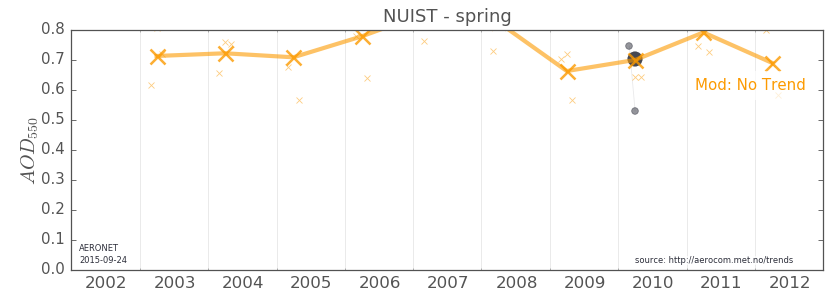 NUIST - spring
0.8
0.7
0.6
0.5
0.4
0.3
0.2
0.1
0.0
AOD550
Mod: No Trend
AERONET
2015-09-24
source: http://aerocom.met.no/trends
2002 2003 2004 2005 2006 2007 2008 2009 2010 2011 2012